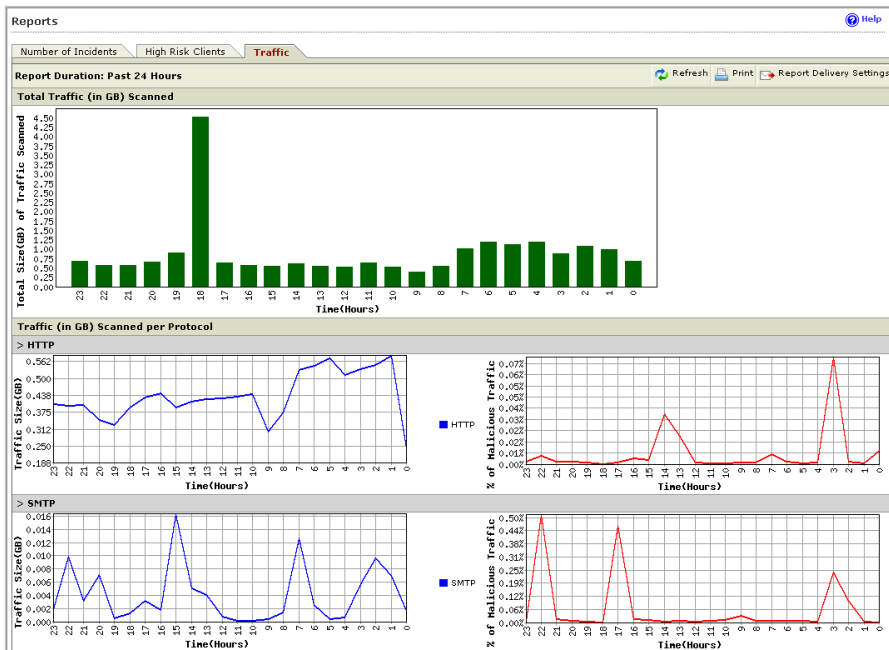 Reports
Help
Number of Incidents High Risk Clients Traffic
Report Duration: Past 24 Hours Refresh Print Report Delivery Settings
Total Traffic (in GB) Scanned
Total Size(GB) of Traffic Scanned
4.50
4.25
4.00
3.75
3.50
3.25
3.00
2.75
2.50
2.25
2.00
1.75
1.50
1.25
1.00
0.75
0.50
0.25
0.00
23 22 21 20 19 18 17 16 15 14 13 12 11 10 9 8 7 6 5 4 3 2 1 0
Time(Hours)
Traffic (in GB) Scanned per Protocol
> HTTP
Traffic Size(GB)
0.562
0.500
0.438
0.375
0.312
0.250
0.188
23 22 21 20 19 18 17 16 15 14 13 12 11 10 9 8 7 6 5 4 3 2 1 0
Time(Hours)
HTTP
% of Malicious Traffic
0.07%
0.06%
0.05%
0.05%
0.04%
0.03%
0.02%
0.01%
0.01%
0.00%
23 22 21 20 19 18 17 16 15 14 13 12 11 10 9 8 7 6 5 4 3 2 1 0
Time(Hours)
> SMTP
Traffic Size(GB)
0.016
0.014
0.012
0.010
0.008
0.006
0.004
0.002
0.000
23 22 21 20 19 18 17 16 15 14 13 12 11 10 9 8 7 6 5 4 3 2 1 0
Time(Hours)
SMTP
% of Malicious Traffic
0.50%
0.44%
0.38%
0.31%
0.25%
0.19%
0.12%
0.06%
0.00%
23 22 21 20 19 18 17 16 15 14 13 12 11 10 9 8 7 6 5 4 3 2 1 0
Time(Hours)